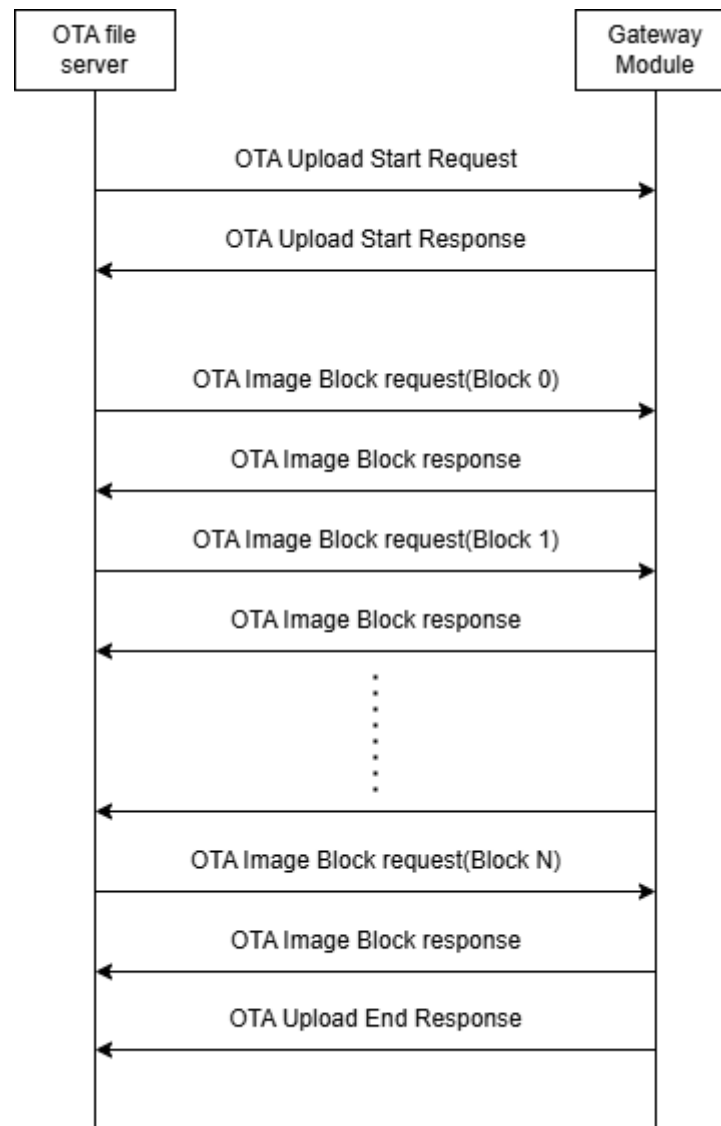 OTA file
server
Gateway
Module
OTA Upload Start Request
OTA Upload Start Response
OTA Image Block request(Block 0)
OTA Image Block response
OTA Image Block request(Block 1)
OTA Image Block response
OTA Image Block request(Block N)
OTA Image Block response
OTA Upload End Response